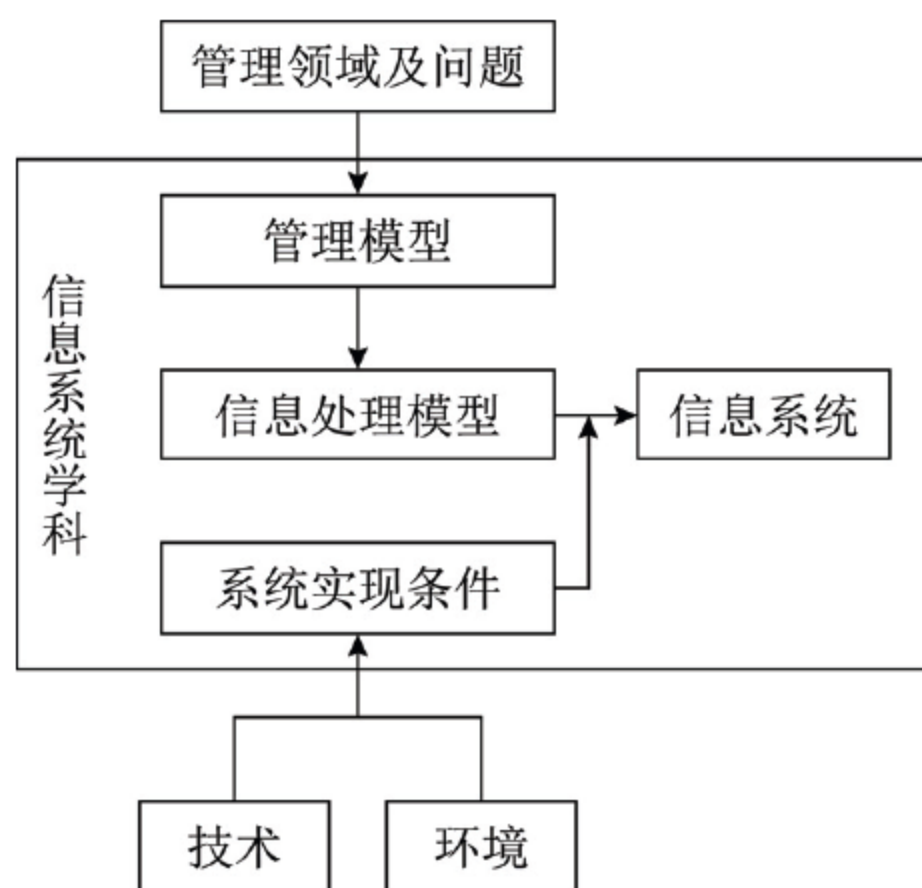 管理领域及问题
管理模型
信息系统学科
信息处理模型
信息系统
系统实现条件
技术
环境